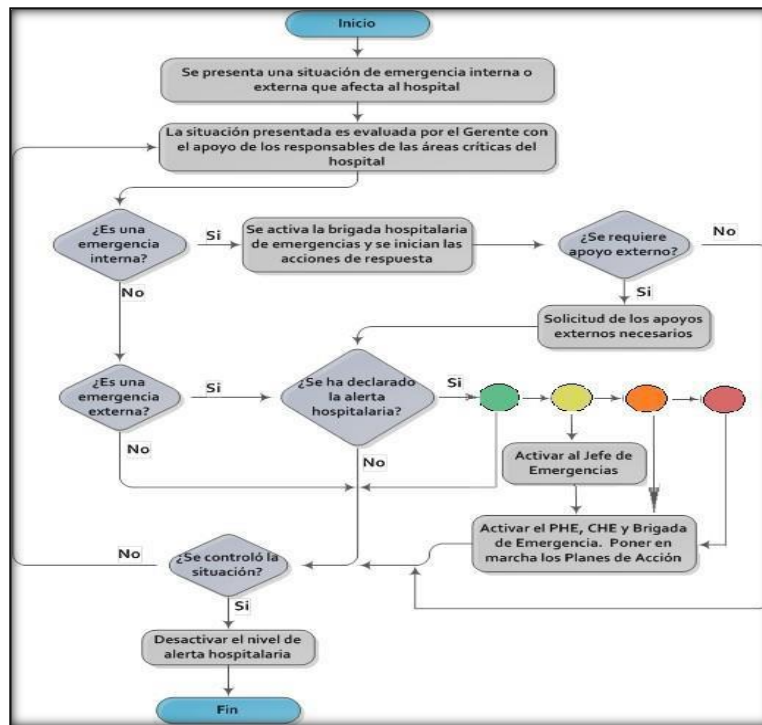 Inicio
Se presenta una situación de emergencia interna o
externa que afecta al hospital
La situación presentada es evaluada por el Gerente con
el apoyo de los responsables de las áreas críticas del
hospital
¿Es una
emergencia
interna?
Si
Se activa la brigada hospitalaria
de emergencias y se inician las
acciones de respuesta
¿Se requiere
apoyo externo?
No
No
Si
Solicitud de los apoyos
externos necesarios
¿Es una
emergencia
externa?
Si
¿Se ha declarado
la alerta
hospitalaria?
Si
No
No
Activar al Jefe de
Emergencias
Activar el PHE, CHE y Brigada
de Emergencia. Poner en
marcha los Planes de Acción
No
¿Se controló la
situación?
Si
Desactivar el nivel de
alerta hospitalaria
Fin